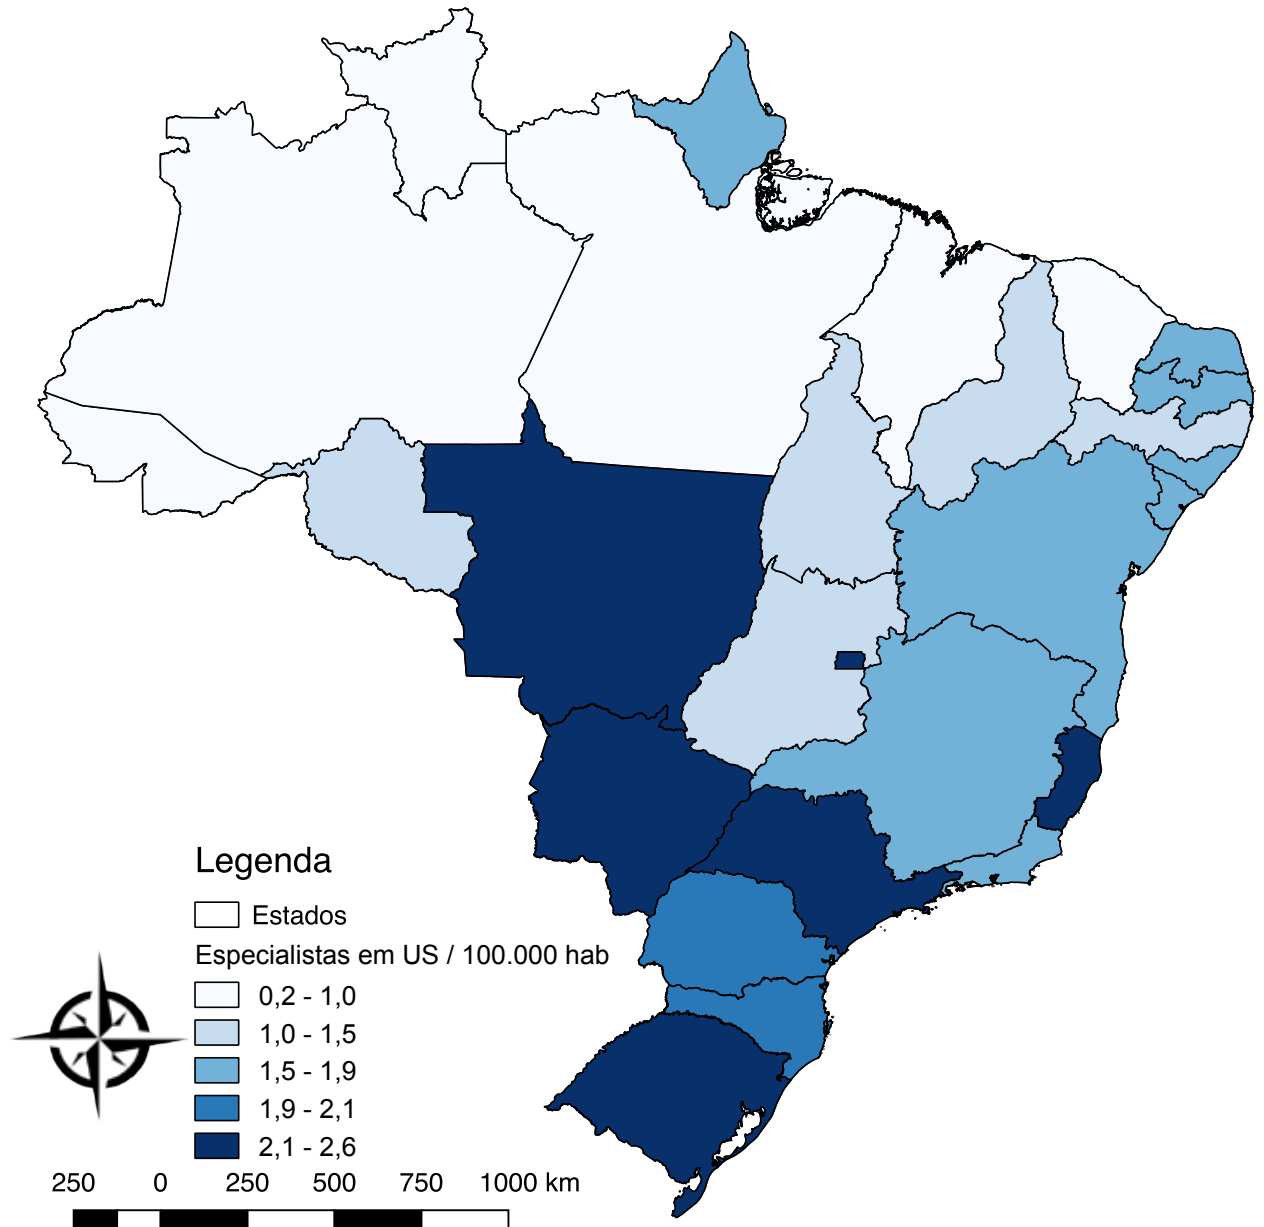 Legenda
Estados
Especialistas em US / 100.000 hab
0,2 - 1,0
1,0 - 1,5
1,5 - 1,9
1,9 - 2,1
2,1 - 2,6
250 0 250 500 750 1000 km